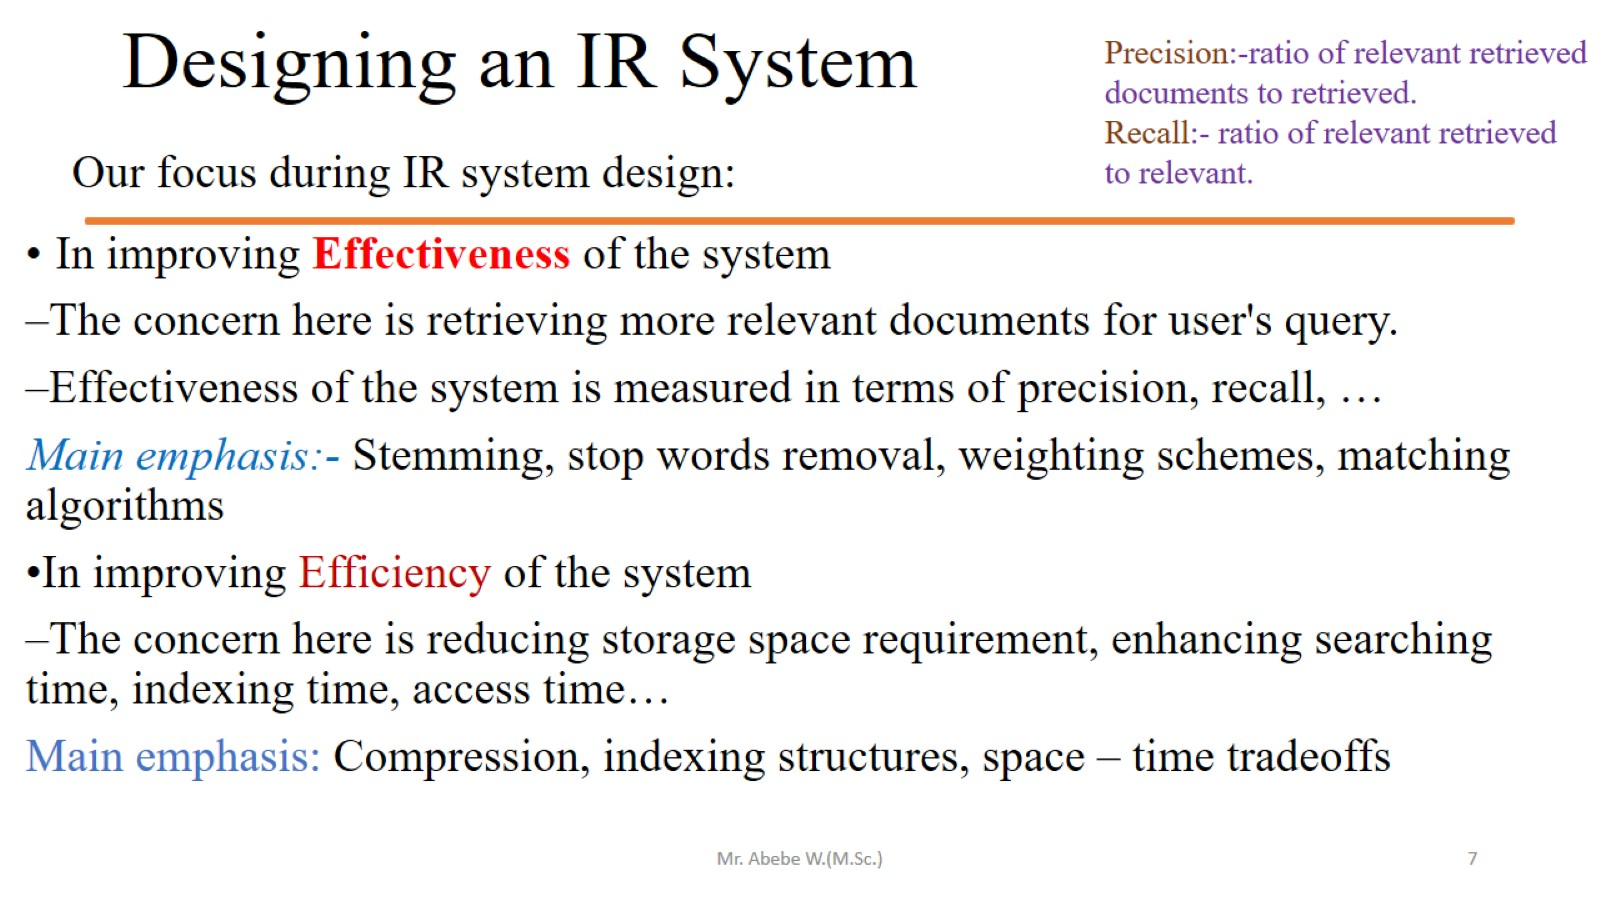 Designing an IR System
Precision:-ratio of relevant retrieved
documents to retrieved.
Recall:- ratio of relevant retrieved
to relevant.
Our focus during IR system design:
• In improving Effectiveness of the system
–The concern here is retrieving more relevant documents for user's query.
–Effectiveness of the system is measured in terms of precision, recall, …
Main emphasis:- Stemming, stop words removal, weighting schemes, matching
algorithms
•In improving Efficiency of the system
–The concern here is reducing storage space requirement, enhancing searching
time, indexing time, access time…
Main emphasis: Compression, indexing structures, space – time tradeoffs
Mr. Abebe W.(M.Sc.)
7